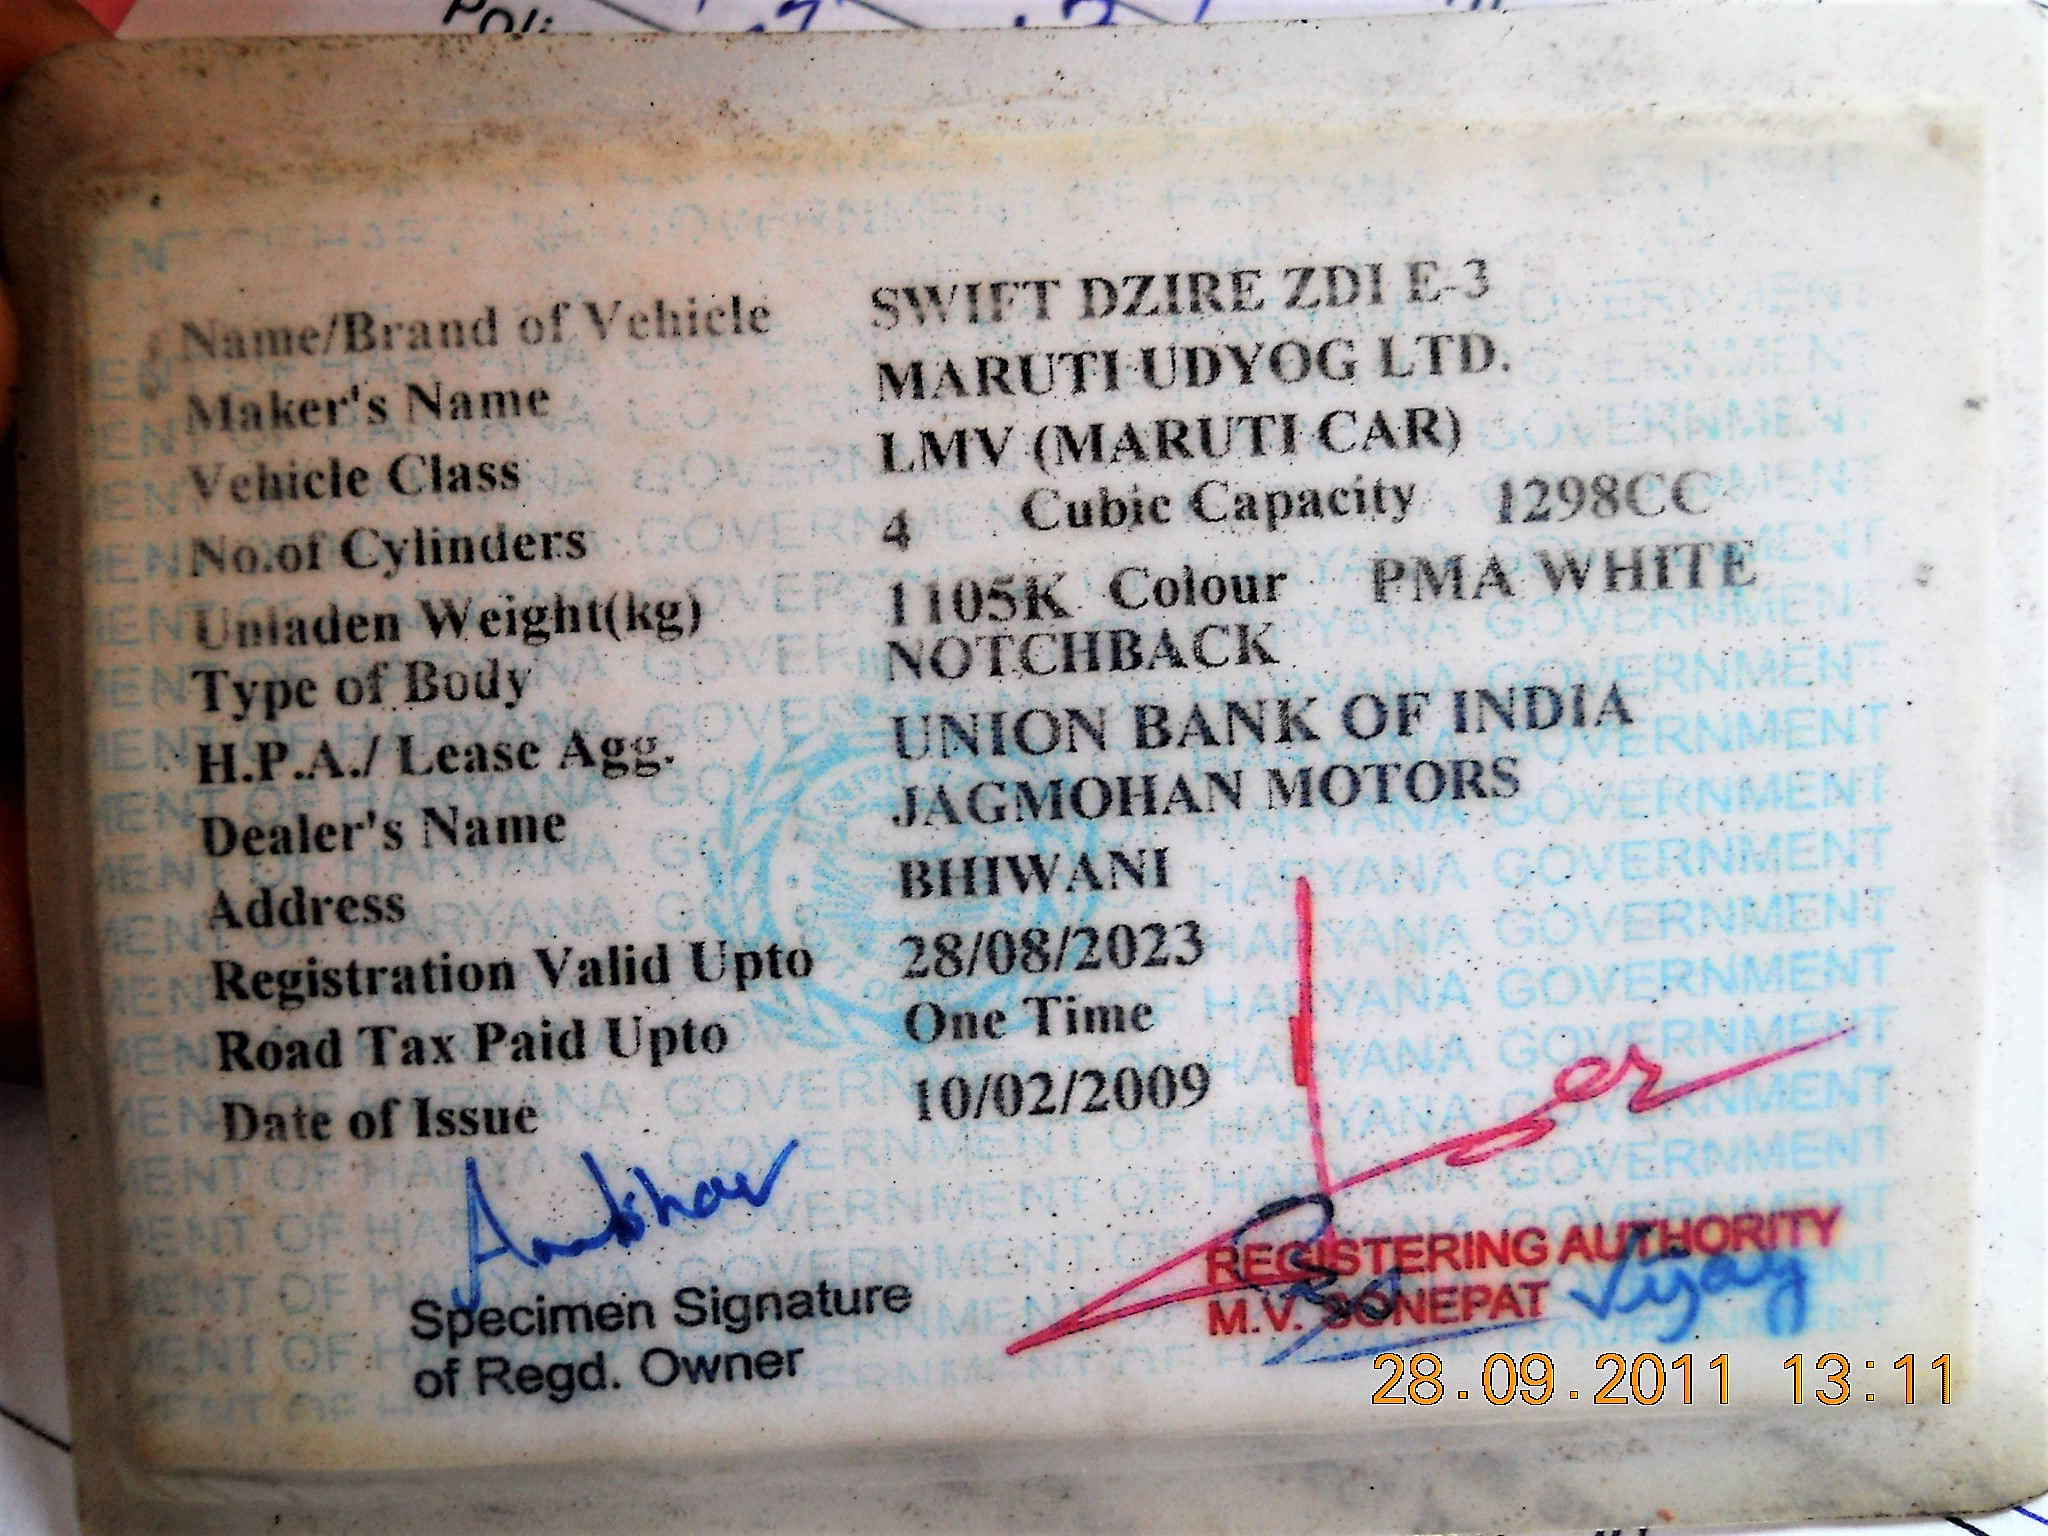 Name/Brand of Vehicle SWIFT DZIRE ZDI E-3
Maker's Name MARUTI UDYOG LTD.
Vehicle Class LMV (MARUTI CAR)
No.of Cylinders 4 Cubic Capacity 1298CC
Unladen Weight(kg) 1105K Colour PMA WHITE
Type of Body NOTCHBACK
H.P.A./ Lease Agg. UNION BANK OF INDIA
Dealer's Name JAGMOHAN MOTORS
Address BHIWANI
Registration Valid Upto 28/08/2023
Road Tax Paid Upto One Time
Date of Issue 10/02/2009
Specimen Signature
of Regd. Owner
REGISTERING AUTHORITY
M.V. SONEPAT Vijay
28.09.2011 13:11